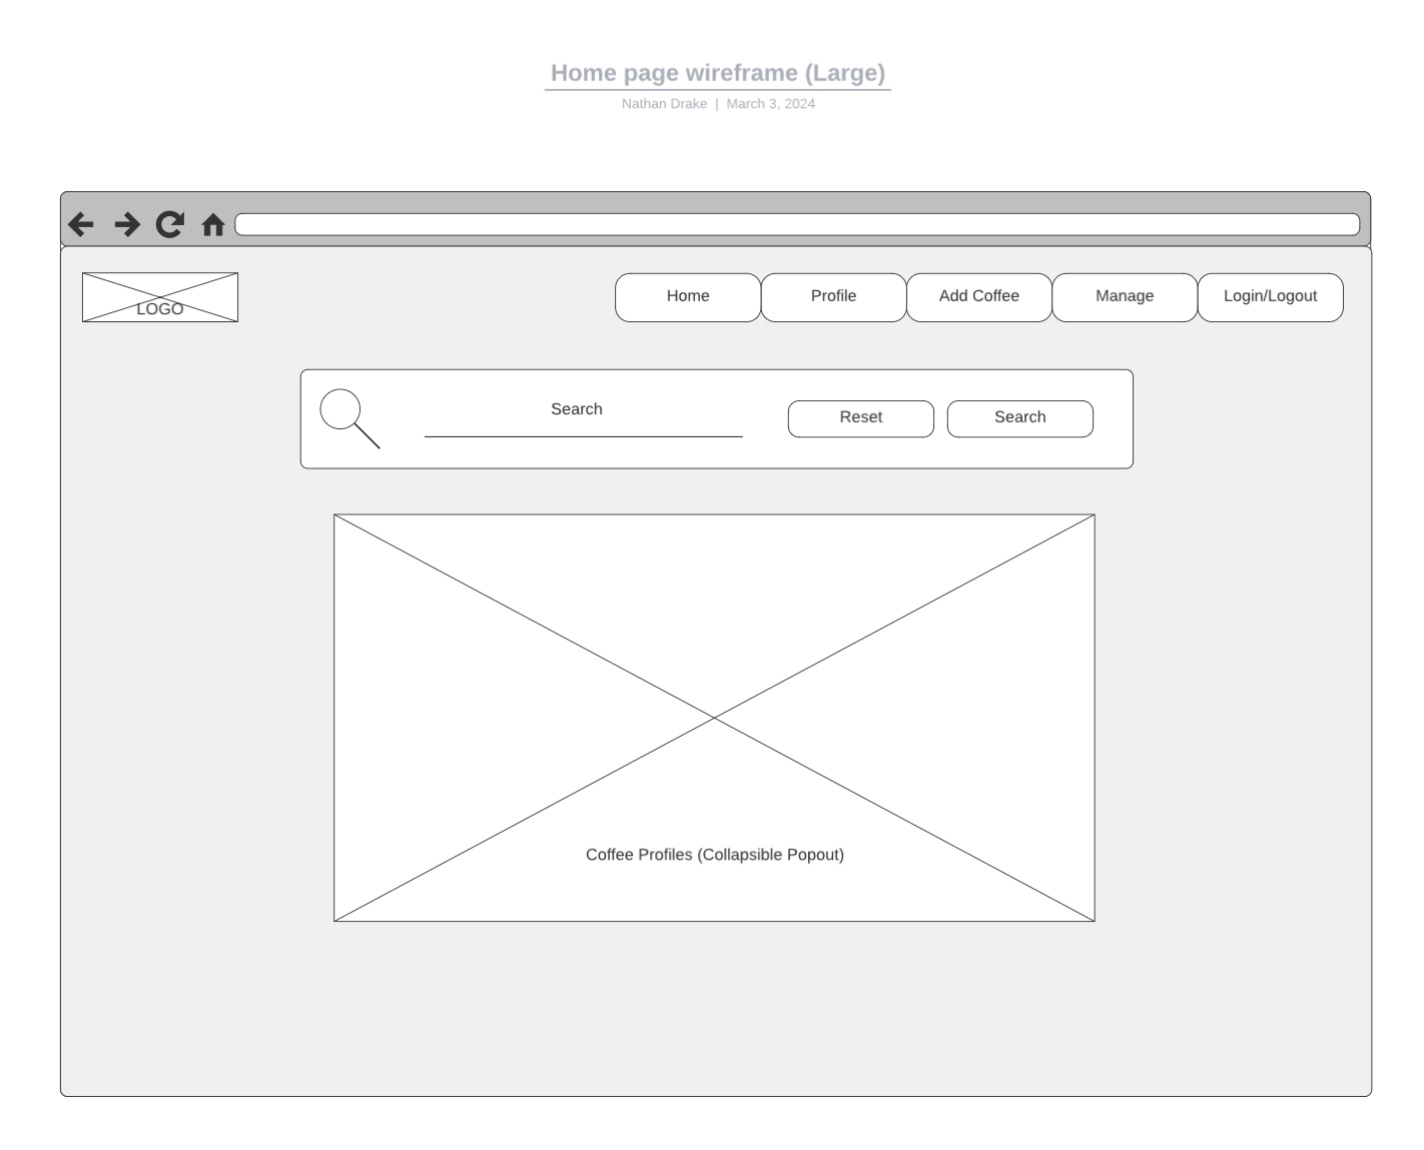 Home page wireframe (Large)
Nathan Drake | March 3, 2024
LOGO
Home
Profile
Add Coffee
Manage
Login/Logout
Search
Reset
Search
Coffee Profiles (Collapsible Popout)